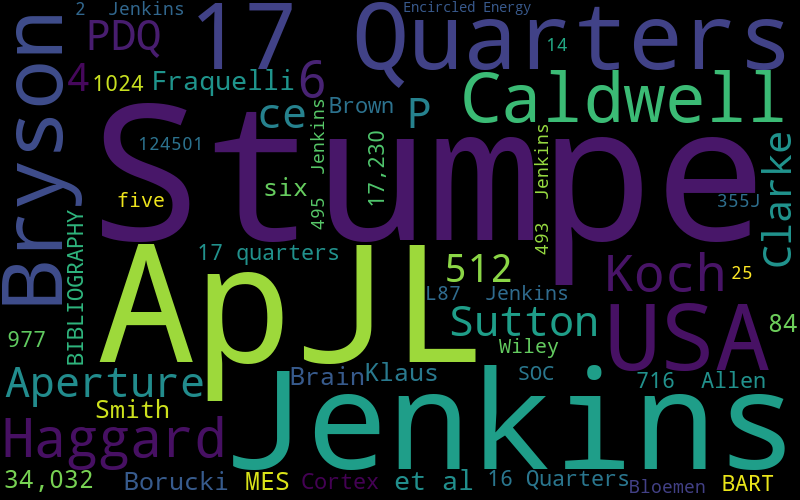 2 Jenkins
Encircled Energy
17 Quarters
PDQ
14
Bryson
4
1024
Fraquelli
6
Caldwell
ce
Brown
P
124501
Stumpe
495 Jenkins
17,230
493 Jenkins
Clarke
six
five
355J
BIBLIOGRAPHY
17 quarters
ApJL
512
Koch
25
L87 Jenkins
Sutton
USA
84
977
Wiley
Aperture
Brain
Klaus
SOC
716 Allen
Smith
Jenkins
Haggard
34,032
Borucki
MES
Cortex
et al
16 Quarters
Bloemen
BART